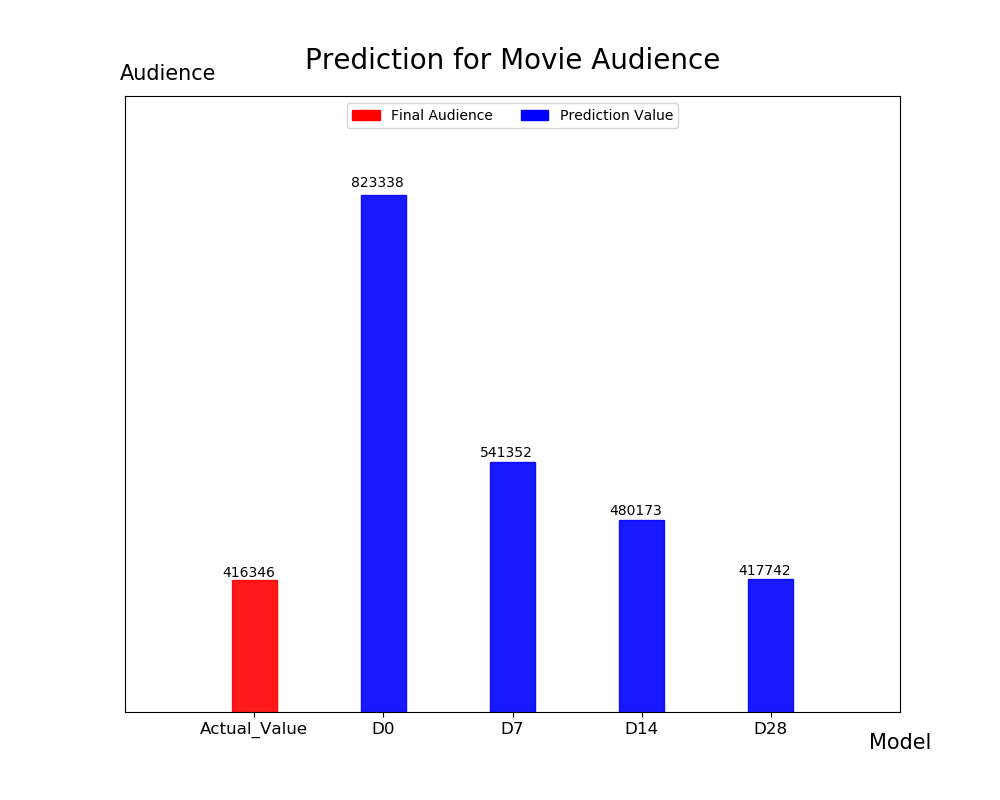 Prediction for Movie Audience
Audience
Final Audience Prediction Value
823338
541352
480173
416346
417742
Actual_Value D0 D7 D14 D28
Model